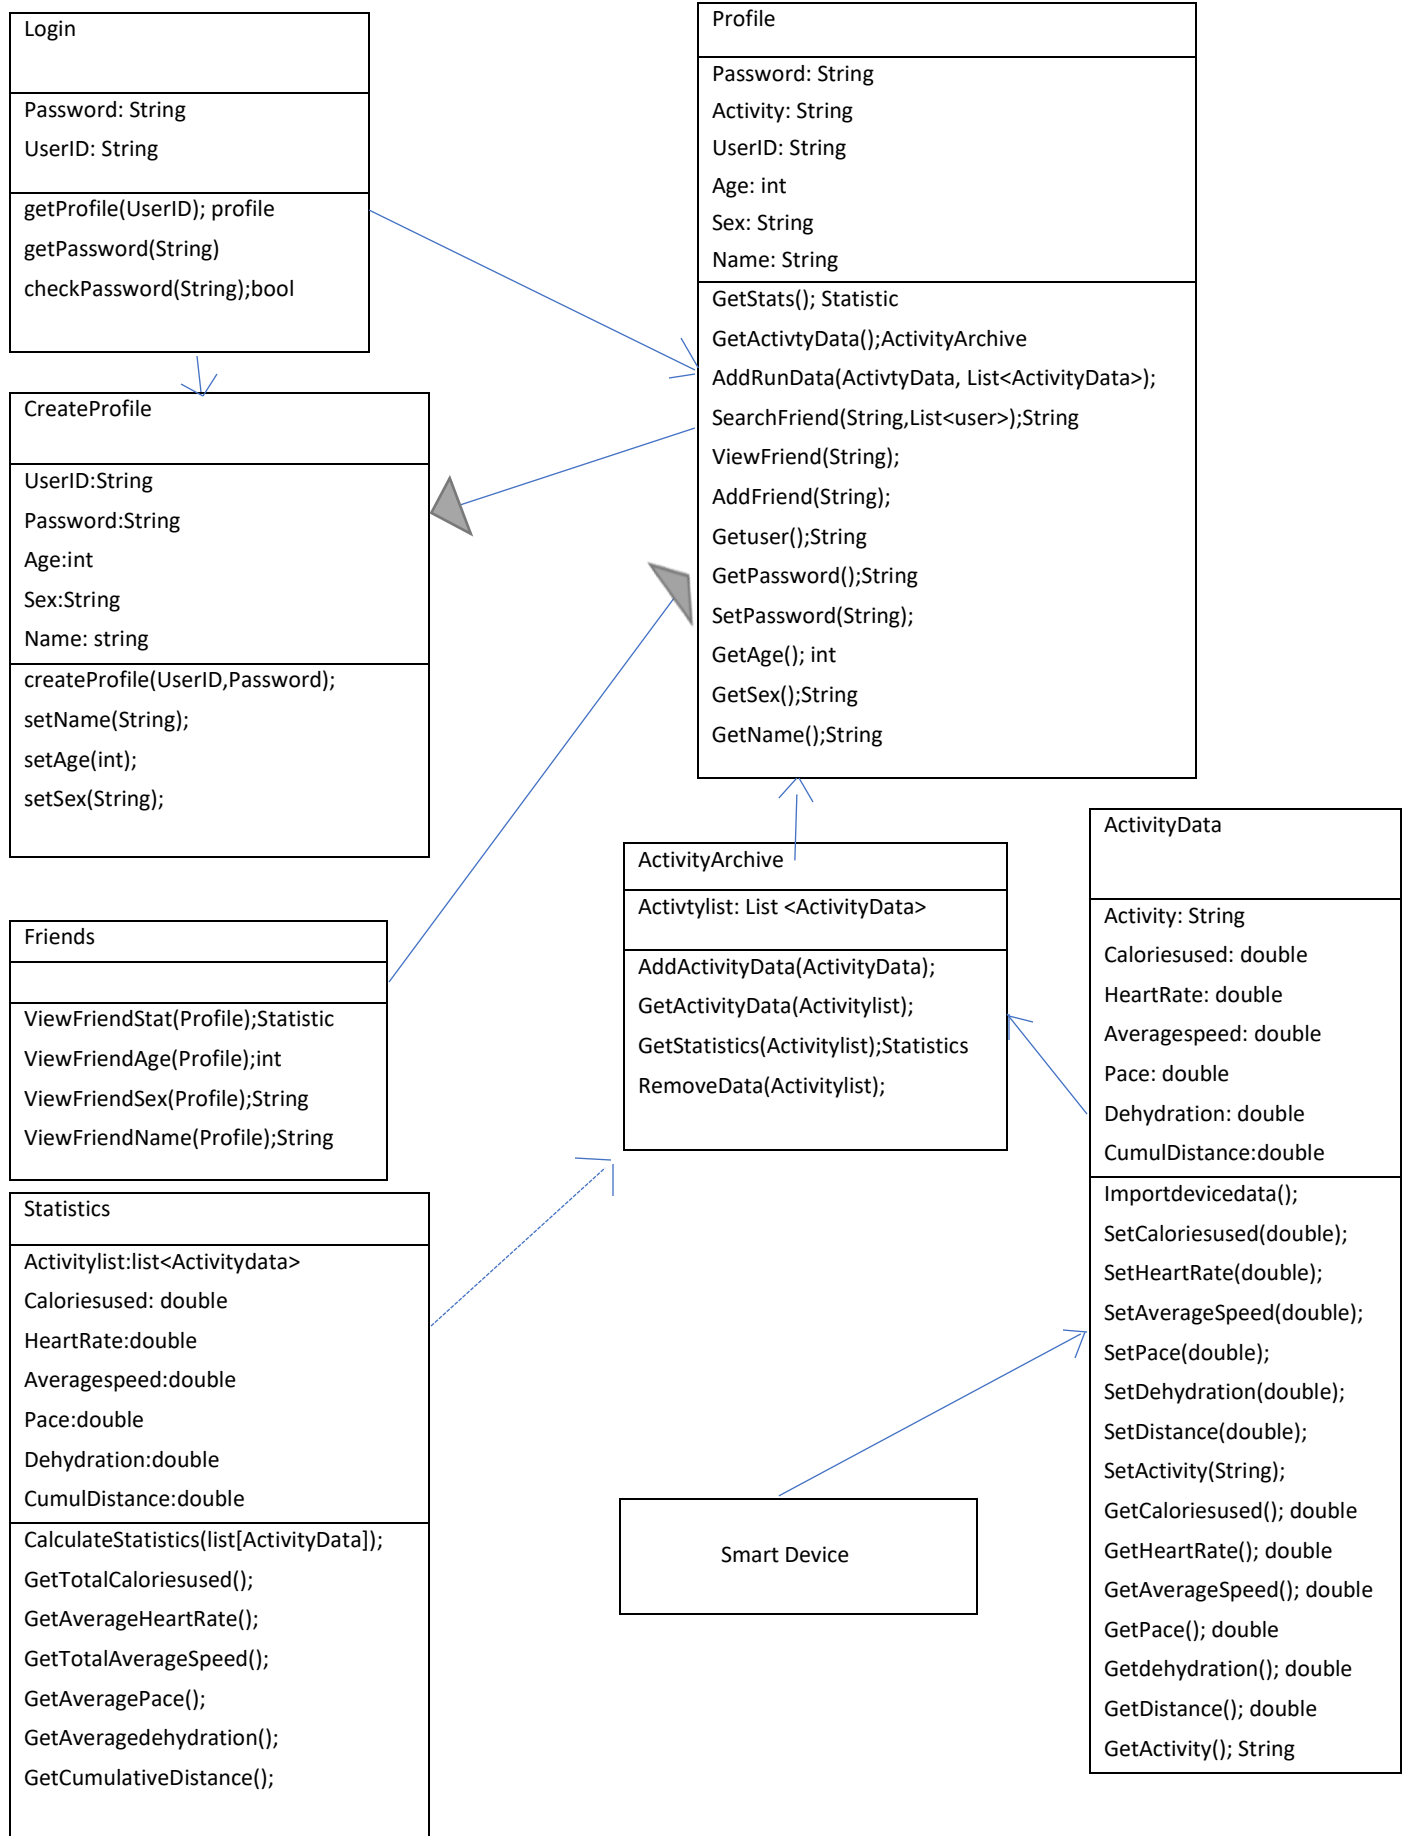 Login
Password: String
UserID: String
getProfile(UserID); profile
getPassword(String)
checkPassword(String);bool
Profile
Password: String
Activity: String
UserID: String
Age: int
Sex: String
Name: String
GetStats(); Statistic
GetActivtyData();ActivityArchive
AddRunData(ActivtyData, List<ActivityData>);
SearchFriend(String,List<user>);String
ViewFriend(String);
AddFriend(String);
Getuser();String
GetPassword();String
SetPassword(String);
GetAge(); int
GetSex();String
GetName();String
CreateProfile
UserID:String
Password:String
Age:int
Sex:String
Name: string
createProfile(UserID,Password);
setName(String);
setAge(int);
setSex(String);
ActivityArchive
Activtylist: List <ActivityData>
AddActivityData(ActivityData);
GetActivityData(Activitylist);
GetStatistics(Activitylist);Statistics
RemoveData(Activitylist);
ActivityData
Activity: String
Caloriesused: double
HeartRate: double
Averagespeed: double
Pace: double
Dehydration: double
CumulDistance:double
Importdevicedata();
SetCaloriesused(double);
SetHeartRate(double);
SetAverageSpeed(double);
SetPace(double);
SetDehydration(double);
SetDistance(double);
SetActivity(String);
GetCaloriesused(); double
GetHeartRate(); double
GetAverageSpeed(); double
GetPace(); double
Getdehydration(); double
GetDistance(); double
GetActivity(); String
Friends
ViewFriendStat(Profile);Statistic
ViewFriendAge(Profile);int
ViewFriendSex(Profile);String
ViewFriendName(Profile);String
Statistics
Activitylist:list<Activitydata>
Caloriesused: double
HeartRate:double
Averagespeed:double
Pace:double
Dehydration:double
CumulDistance:double
CalculateStatistics(list[ActivityData]);
GetTotalCaloriesused();
GetAverageHeartRate();
GetTotalAverageSpeed();
GetAveragePace();
GetAveragedehydration();
GetCumulativeDistance();
Smart Device